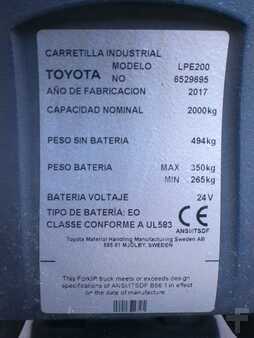 CARRETILLA INDUSTRIAL
MODELO LPE200
TOYOTA NO 6529695
AÑO DE FABRICACION 2017
CAPACIDAD NOMINAL 2000kg
PESO SIN BATERIA 494kg
PESO BATERIA MAX 350kg
MIN 265kg
BATERIA VOLTAJE 24V
TIPO DE BATERÍA: EO
CLASSE CONFORME A UL583
CE
ANSI/ITSDF
Toyota Material Handling Manufacturing Sweden AB
595 81 MJÖLBY, SWEDEN
This Forklift truck meets or exceeds design
specifications of ANSI/ITSDF B56.1 in effect
on the date of manufacture.